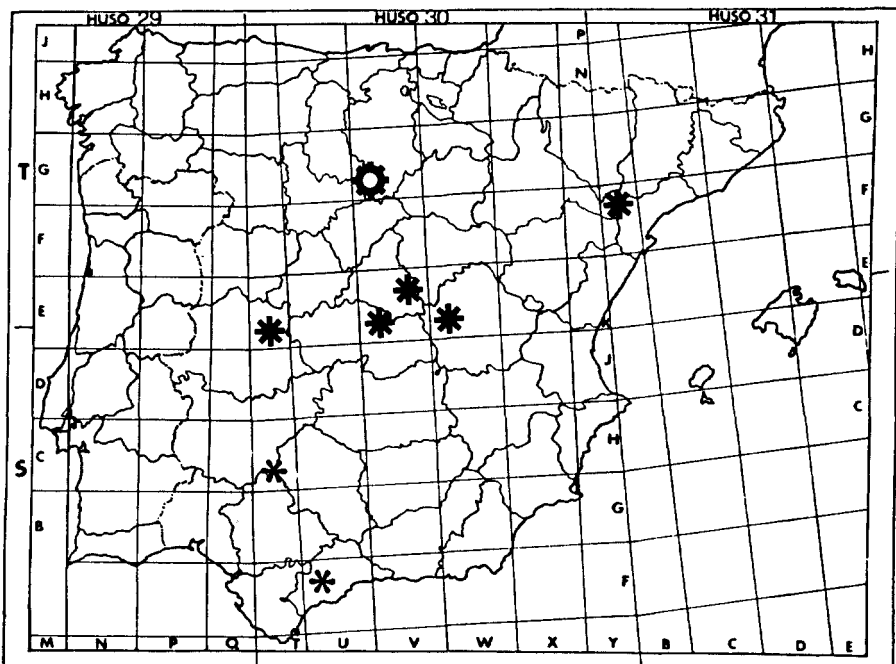 HUSO 29 HUSO 30 HUSO 31
J P H
N
H G
T G F
F E
E D
J
D C
H
S C
G
B
F
M N P Q T U V W X Y B C D E